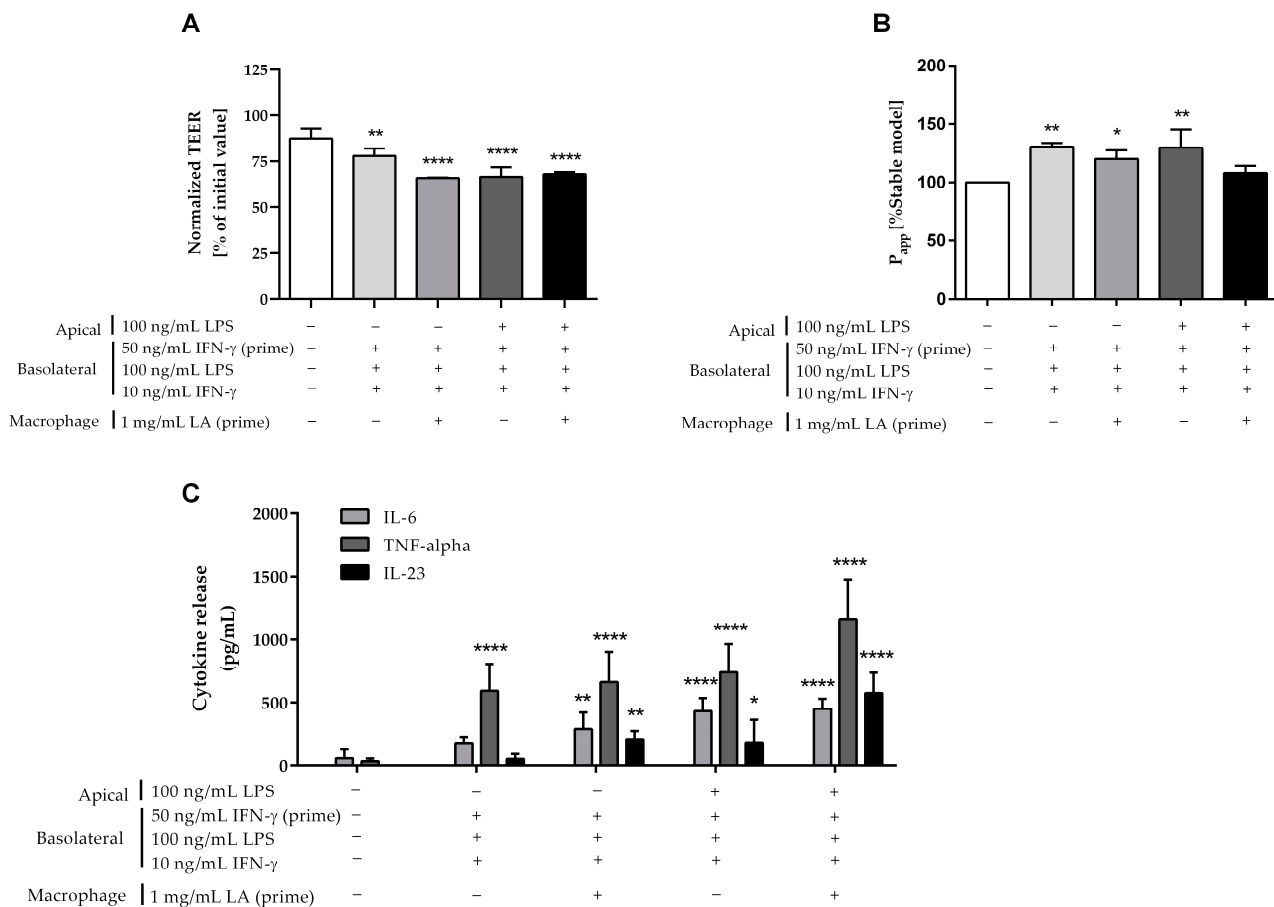 A
Normalized TEER
[% of initial value]
125
100
75
50
25
0
** **** **** ****
Apical 100 ng/mL LPS – – – + +
50 ng/mL IFN-γ (prime) – + + + +
Basolateral 100 ng/mL LPS – + + + +
10 ng/mL IFN-γ – + + + +
Macrophage 1 mg/mL LA (prime) – – + – +
B
Papp [%Stable model]
200
150
100
50
0
** * **
Apical 100 ng/mL LPS – – – + +
50 ng/mL IFN-γ (prime) – + + + +
Basolateral 100 ng/mL LPS – + + + +
10 ng/mL IFN-γ – + + + +
Macrophage 1 mg/mL LA (prime) – – + – +
C
Cytokine release
(pg/mL)
2000
1500
1000
500
0
IL-6
TNF-alpha
IL-23
**** ** **** ** **** **** * **** **** ****
Apical 100 ng/mL LPS – – – + +
50 ng/mL IFN-γ (prime) – + + + +
Basolateral 100 ng/mL LPS – + + + +
10 ng/mL IFN-γ – + + + +
Macrophage 1 mg/mL LA (prime) – – + – +